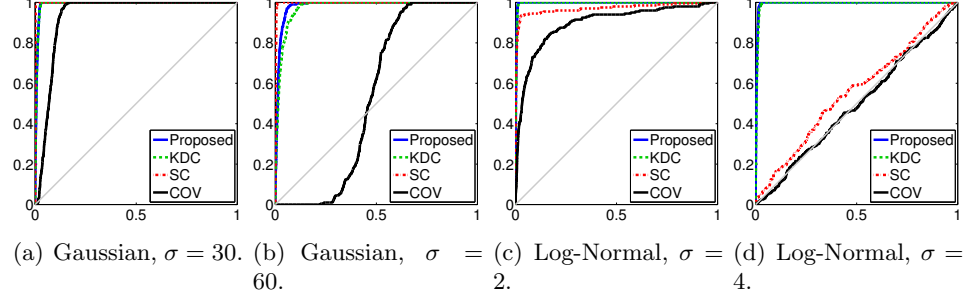 1
0.8
0.6
0.4
0.2
0
0
0.5
1
Proposed
KDC
SC
COV
1
0.8
0.6
0.4
0.2
0
0
0.5
1
Proposed
KDC
SC
COV
1
0.8
0.6
0.4
0.2
0
0
0.5
1
Proposed
KDC
SC
COV
1
0.8
0.6
0.4
0.2
0
0
0.5
1
Proposed
KDC
SC
COV
(a) Gaussian, σ = 30.
(b) Gaussian, σ =
60.
(c) Log-Normal, σ =
2.
(d) Log-Normal, σ =
4.